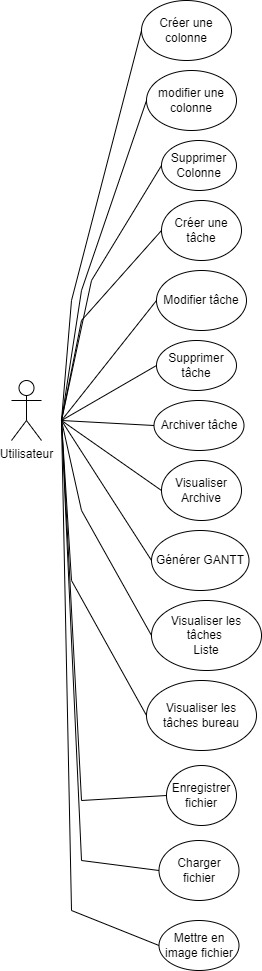 Créer une
colonne
modifier une
colonne
Supprimer
Colonne
Créer une
tâche
Modifier tâche
Supprimer
tâche
Utilisateur
Archiver tâche
Visualiser
Archive
Générer GANTT
Visualiser les
tâches
Liste
Visualiser les
tâches bureau
Enregistrer
fichier
Charger
fichier
Mettre en
image fichier